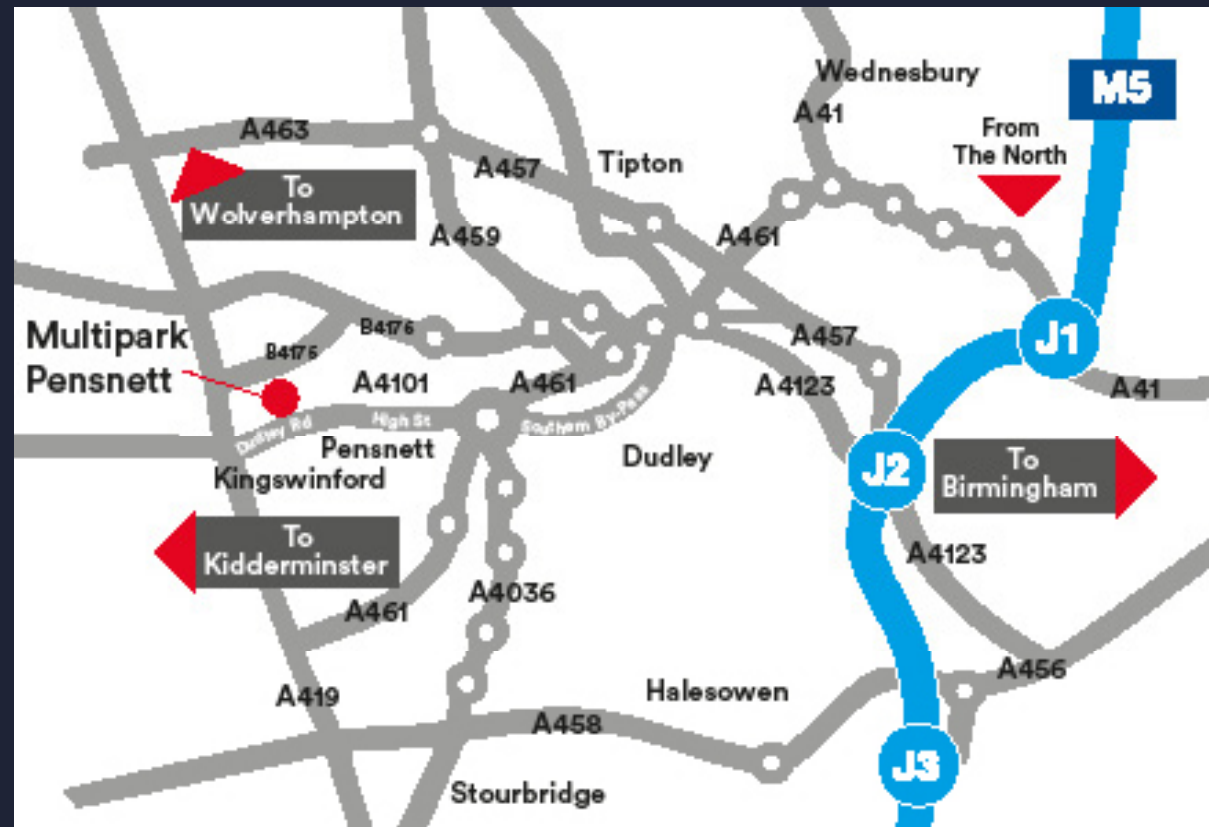 M5
Wednesbury
A41
From
The North
A463
A457
Tipton
To
Wolverhampton
A459
A461
Multipark
Pensnett
B4176
B4175
A4101
A461
A457
A4123
J1
A41
Dudley Rd
High St
Southern By-Pass
Pensnett
Kingswinford
Dudley
J2
To
Birmingham
To
Kidderminster
A4123
A4036
A461
A419
Halesowen
A456
A458
J3
Stourbridge